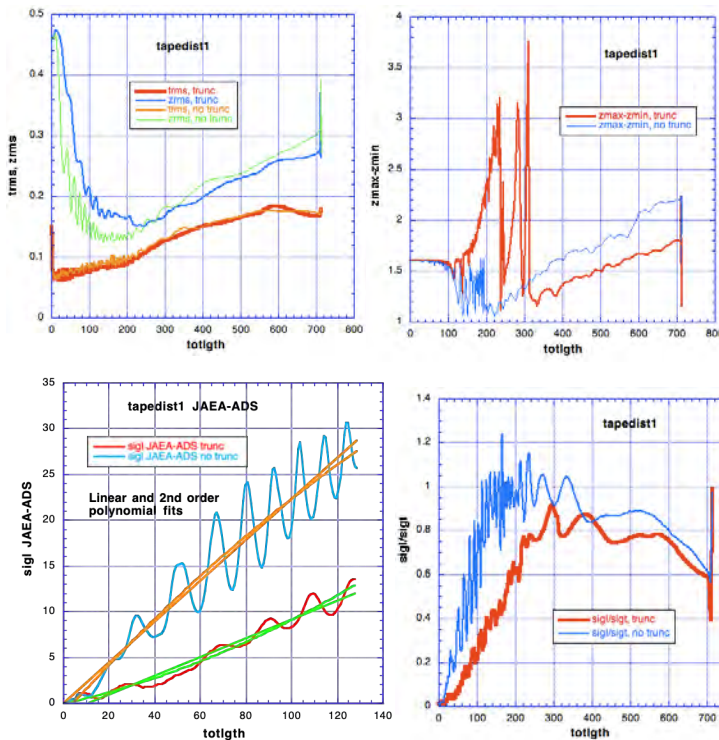 tapedist1
trms, trunc
zrms, trunc
trms, no trunc
zrms, no trunc
trms, zrms
0.5
0.4
0.3
0.2
0.1
0
0 100 200 300 400 500 600 700 800
totlgth
tapedist1
zmax-zmin, trunc
zmax-zmin, no trunc
zmax-zmin
4
3.5
3
2.5
2
1.5
1
0 100 200 300 400 500 600 700 800
totlgth
tapedist1 JAEA-ADS
sigl JAEA-ADS trunc
sigl JAEA-ADS no trunc
Linear and 2nd order
polynomial fits
sigl JAEA-ADS
35
30
25
20
15
10
5
0
0 20 40 60 80 100 120 140
totlgth
tapedist1
sigl/sigt, trunc
sigl/sigt, no trunc
sigl/sigt
1.4
1.2
1
0.8
0.6
0.4
0.2
0
0 100 200 300 400 500 600 700
totlgth